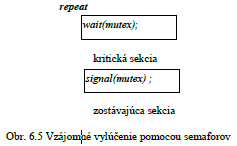 repeat
wait(mutex);
kritická sekcia
signal(mutex) ;
zostávajúca sekcia
Obr. 6.5 Vzájomné vylúčenie pomocou semaforov